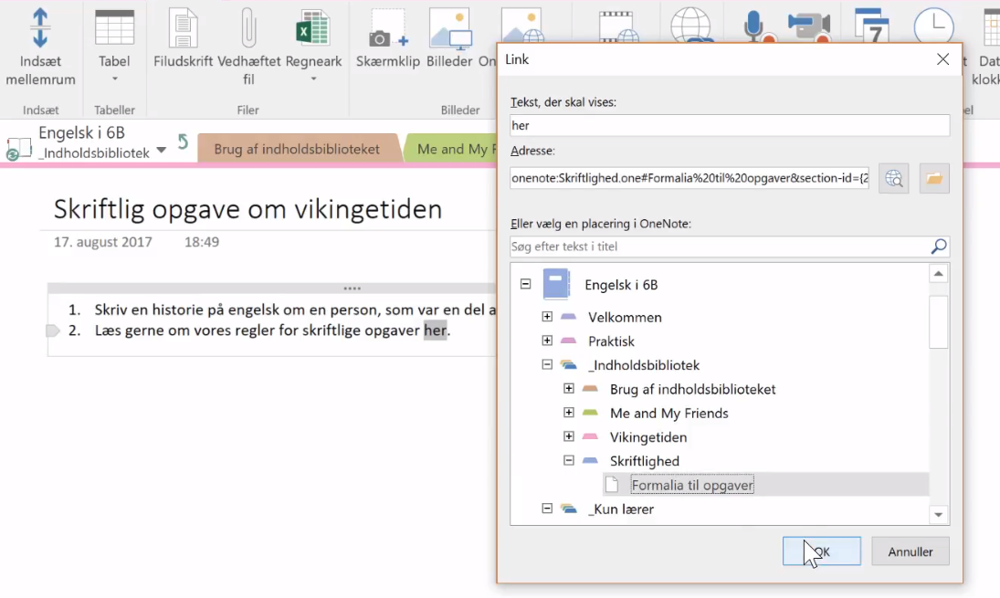 Indsæt
mellemrum
Tabel
Filudskrift
Vedhæftet
fil
Regneark
Skærmklip
Billeder
On
7
t
Dat
klokk
Indsæt
Tabeller
Filer
Billeder
el
Engelsk i 6B
_Indholdsbibliotek
Brug af indholdsbiblioteket
Me and My F
Skriftlig opgave om vikingetiden
17. august 2017 18:49
1. Skriv en historie på engelsk om en person, som var en del a
2. Læs gerne om vores regler for skriftlige opgaver her.
Link
Tekst, der skal vises:
her
Adresse:
onenote:Skriftlighed.one#Formalia%20til%20opgaver&section-id={2
Eller vælg en placering i OneNote:
Søg efter tekst i titel
Engelsk i 6B
Velkommen
Praktisk
_Indholdsbibliotek
Brug af indholdsbiblioteket
Me and My Friends
Vikingetiden
Skriftlighed
Formalia til opgaver
_Kun lærer
OK
Annuller